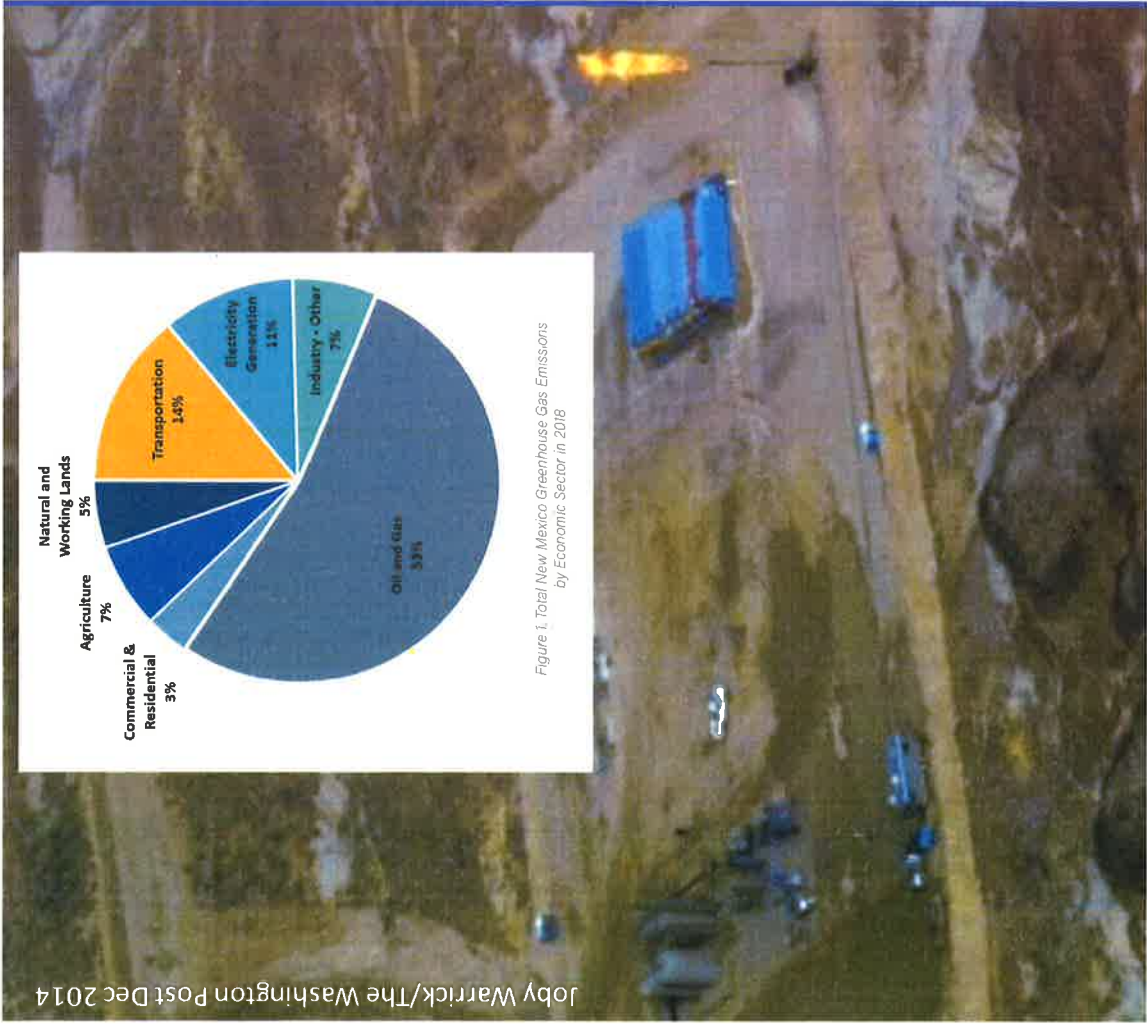 Natural and
Working Lands
5%
Agriculture
7%
Commercial &
Residential
3%
Transportation
14%
Electricity
Generation
11%
Industry - Other
7%
Oil and Gas
53%
Figure 1. Total New Mexico Greenhouse Gas Emissions
by Economic Sector in 2018
Joby Warrick/The Washington Post Dec 2014